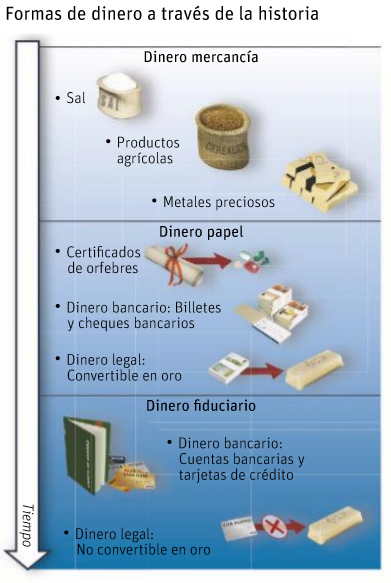 Formas de dinero a través de la historia
Dinero mercancía
• Sal
SAL
• Productos
agrícolas
CEREALES
• Metales preciosos
Dinero papel
• Certificados
de orfebres
• Dinero bancario: Billetes
y cheques bancarios
• Dinero legal:
Convertible en oro
Dinero fiduciario
• Dinero bancario:
Cuentas bancarias y
tarjetas de crédito
• Dinero legal:
No convertible en oro
Tiempo